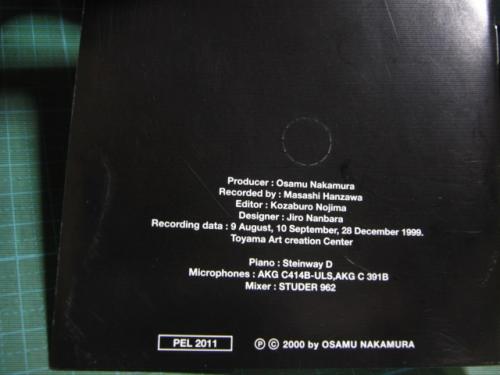 Producer : Osamu Nakamura
Recorded by : Masashi Hanzawa
Editor : Kozaburo Nojima
Designer : Jiro Nanbara
Recording data : 9 August, 10 September, 28 December 1999.
Toyama Art creation Center
Piano : Steinway D
Microphones : AKG C414B-ULS,AKG C 391B
Mixer : STUDER 962
PEL 2011
Ⓟ © 2000 by OSAMU NAKAMURA